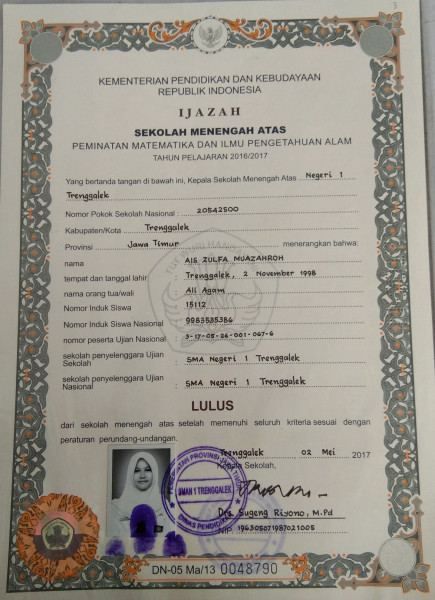 3
KEMENTERIAN PENDIDIKAN DAN KEBUDAYAAN
REPUBLIK INDONESIA
IJAZAH
SEKOLAH MENENGAH ATAS
PEMINATAN MATEMATIKA DAN ILMU PENGETAHUAN ALAM
TAHUN PELAJARAN 2016/2017
Yang bertanda tangan di bawah ini, Kepala Sekolah Menengah Atas Negeri 1
Trenggalek
Nomor Pokok Sekolah Nasional : 20542500
Kabupaten/Kota : Trenggalek
Provinsi : Jawa Timur menerangkan bahwa:
nama : AIS ZULFA MUAZAHROH
tempat dan tanggal lahir : Trenggalek, 2 November 1998
nama orang tua/wali : Ali Agam
Nomor Induk Siswa : 15112
Nomor Induk Siswa Nasional : 9983535386
nomor peserta Ujian Nasional : 3-17-05-26-001-067-6
sekolah penyelenggara Ujian
Sekolah : SMA Negeri 1 Trenggalek
sekolah penyelenggara Ujian
Nasional : SMA Negeri 1 Trenggalek
LULUS
dari sekolah menengah atas setelah memenuhi seluruh kriteria sesuai dengan
peraturan perundang-undangan.
Trenggalek 02 Mei 2017
Kepala Sekolah,
PEMERINTAH PROVINSI JAWA TIMUR
SMAN 1 TRENGGALEK
DINAS PENDIDIKAN
Drs. Sugeng Riyono, M.Pd
NIP. 196305071987021005
DN-05 Ma/13 0048790